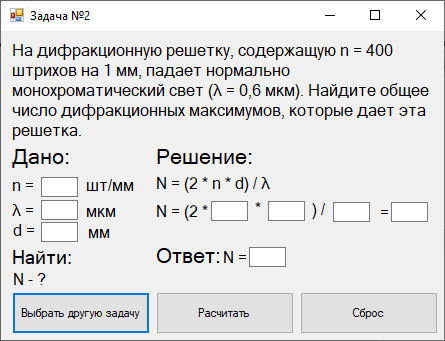 Задача №2
На дифракционную решетку, содержащую n = 400
штрихов на 1 мм, падает нормально
монохроматический свет (λ = 0,6 мкм). Найдите общее
число дифракционных максимумов, которые дает эта
решетка.
Дано:
n = шт/мм
λ = мкм
d = мм
Найти:
N - ?
Решение:
N = (2 * n * d) / λ
N = (2 * * ) / =
Ответ: N =
Выбрать другую задачу
Расчитать
Сброс